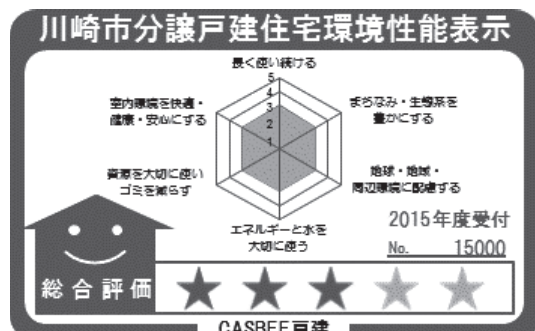 川崎市分譲戸建住宅環境性能表示
長く使い続ける
5
4
3
2
1
室内環境を快適・
健康・安心にする
まちなみ・生態系を
豊かにする
資源を大切に使い
ゴミを減らす
地球・地域・
周辺環境に配慮する
エネルギーと水を
大切に使う
2015年度受付
No. 15000
総合評価
CASBEE戸建